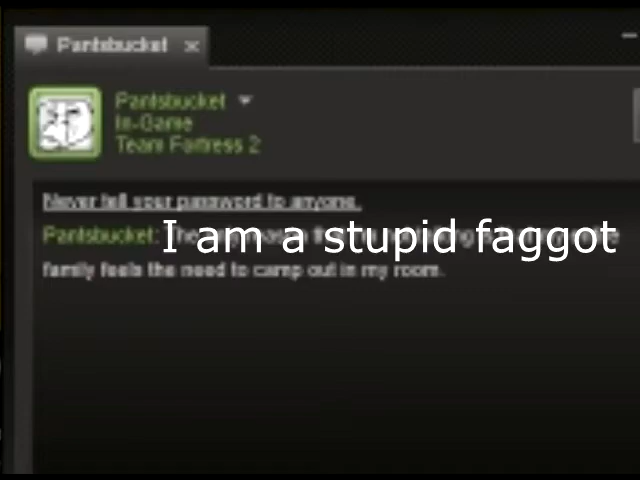 Pantsbucket
Pantsbucket
In-Game
Team Fortress 2
Never tell your password to anyone.
Pantsbucket: The
I am a stupid faggot
family feels the need to camp out in my room.